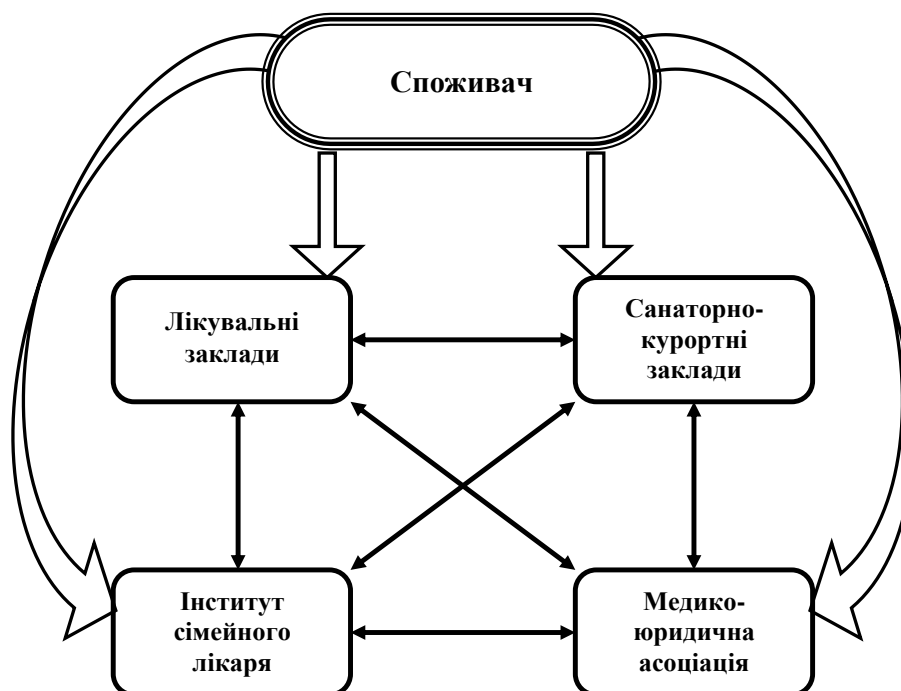 Споживач
Лікувальні
заклади
Санаторно-
курортні
заклади
Інститут
сімейного
лікаря
Медико-
юридична
асоціація